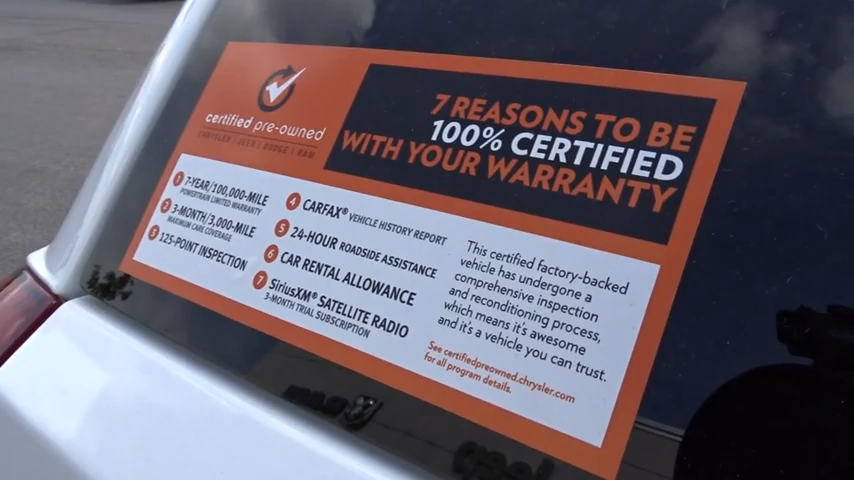 certified pre-owned
CHRYSLER | JEEP | DODGE | RAM
7 REASONS TO BE
100% CERTIFIED
WITH YOUR WARRANTY
1 7-YEAR/100,000-MILE
POWERTRAIN LIMITED WARRANTY
2 3-MONTH/3,000-MILE
MAXIMUM CARE COVERAGE
3 125-POINT INSPECTION
4 CARFAX® VEHICLE HISTORY REPORT
5 24-HOUR ROADSIDE ASSISTANCE
6 CAR RENTAL ALLOWANCE
7 SiriusXM® SATELLITE RADIO
3-MONTH TRIAL SUBSCRIPTION
This certified factory-backed
vehicle has undergone a
comprehensive inspection
and reconditioning process,
which means it's awesome
and it's a vehicle you can trust.
See certifiedpreowned.chrysler.com
for all program details.